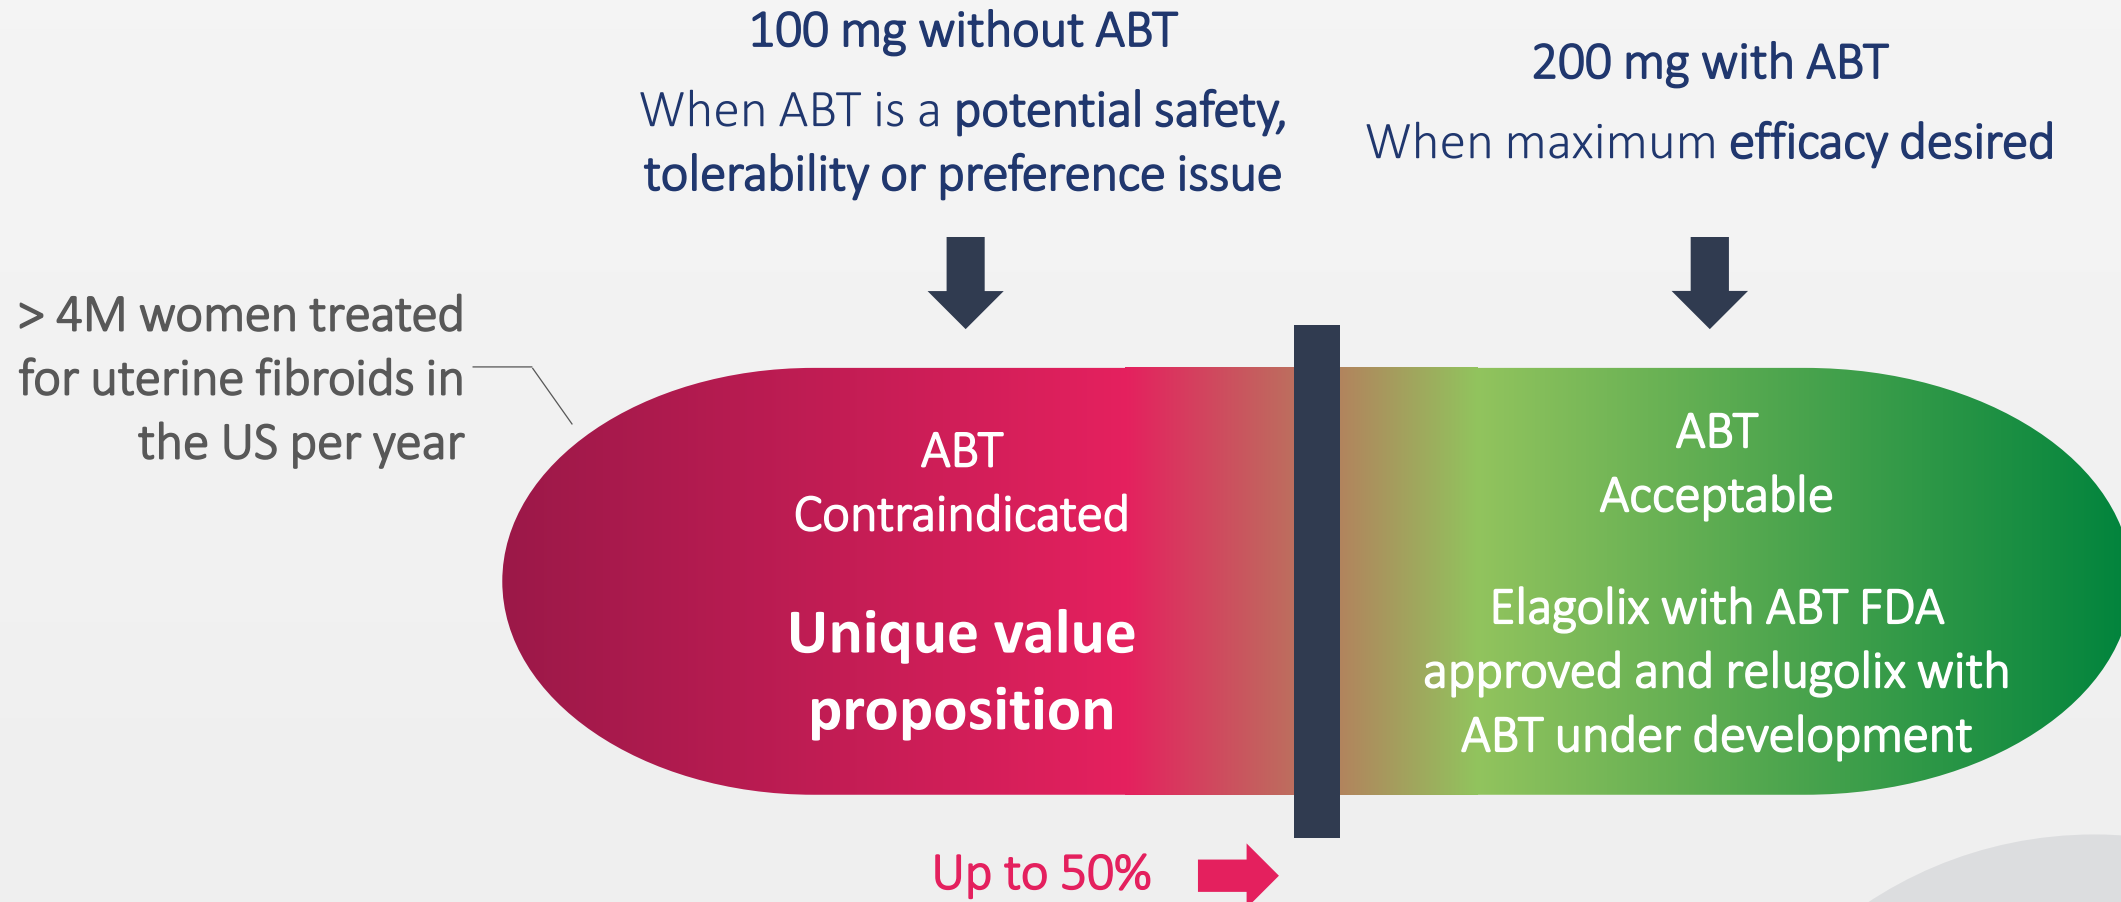 100 mg without ABT
When ABT is a potential safety,
tolerability or preference issue
200 mg with ABT
When maximum efficacy desired
> 4M women treated
for uterine fibroids in
the US per year
ABT
Contraindicated
Unique value
proposition
ABT
Acceptable
Elagolix with ABT FDA
approved and relugolix with
ABT under development
Up to 50%